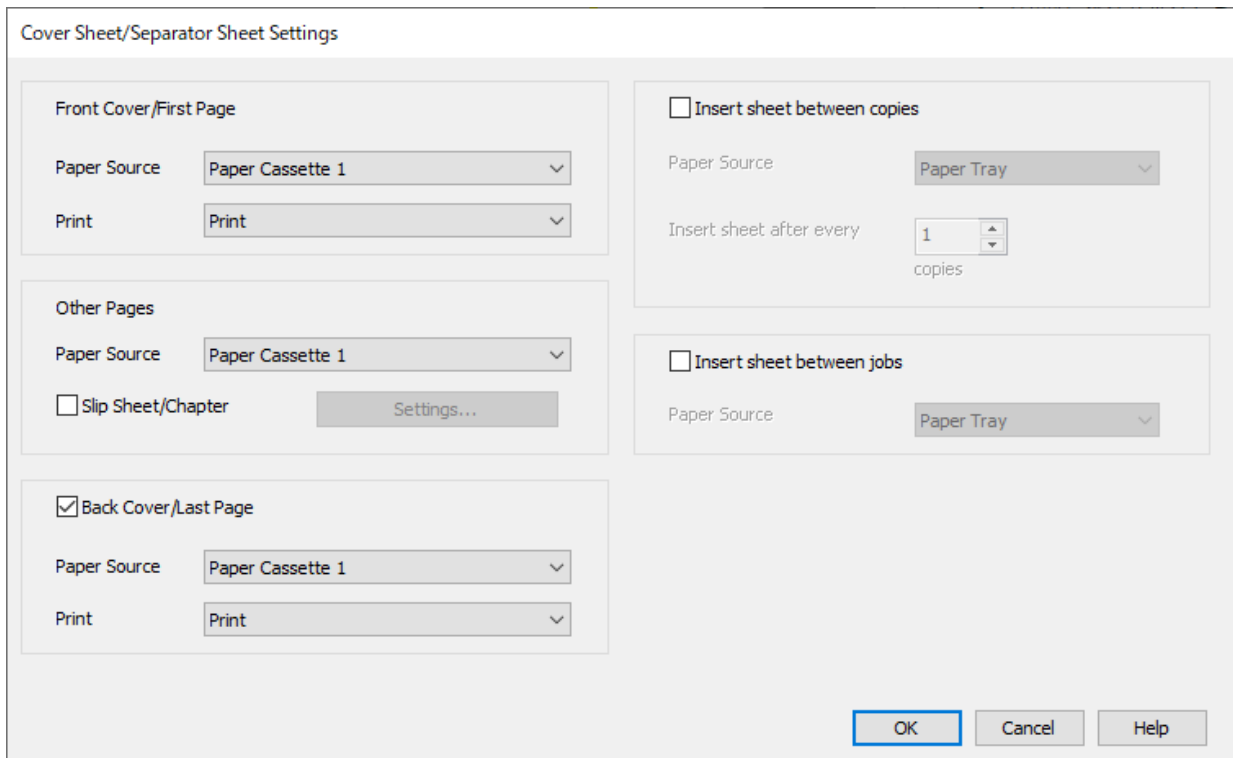 Cover Sheet/Separator Sheet Settings
Front Cover/First Page
Paper Source Paper Cassette 1
Print Print
Other Pages
Paper Source Paper Cassette 1
Slip Sheet/Chapter Settings...
Back Cover/Last Page
Paper Source Paper Cassette 1
Print Print
Insert sheet between copies
Paper Source Paper Tray
Insert sheet after every 1
copies
Insert sheet between jobs
Paper Source Paper Tray
OK Cancel Help